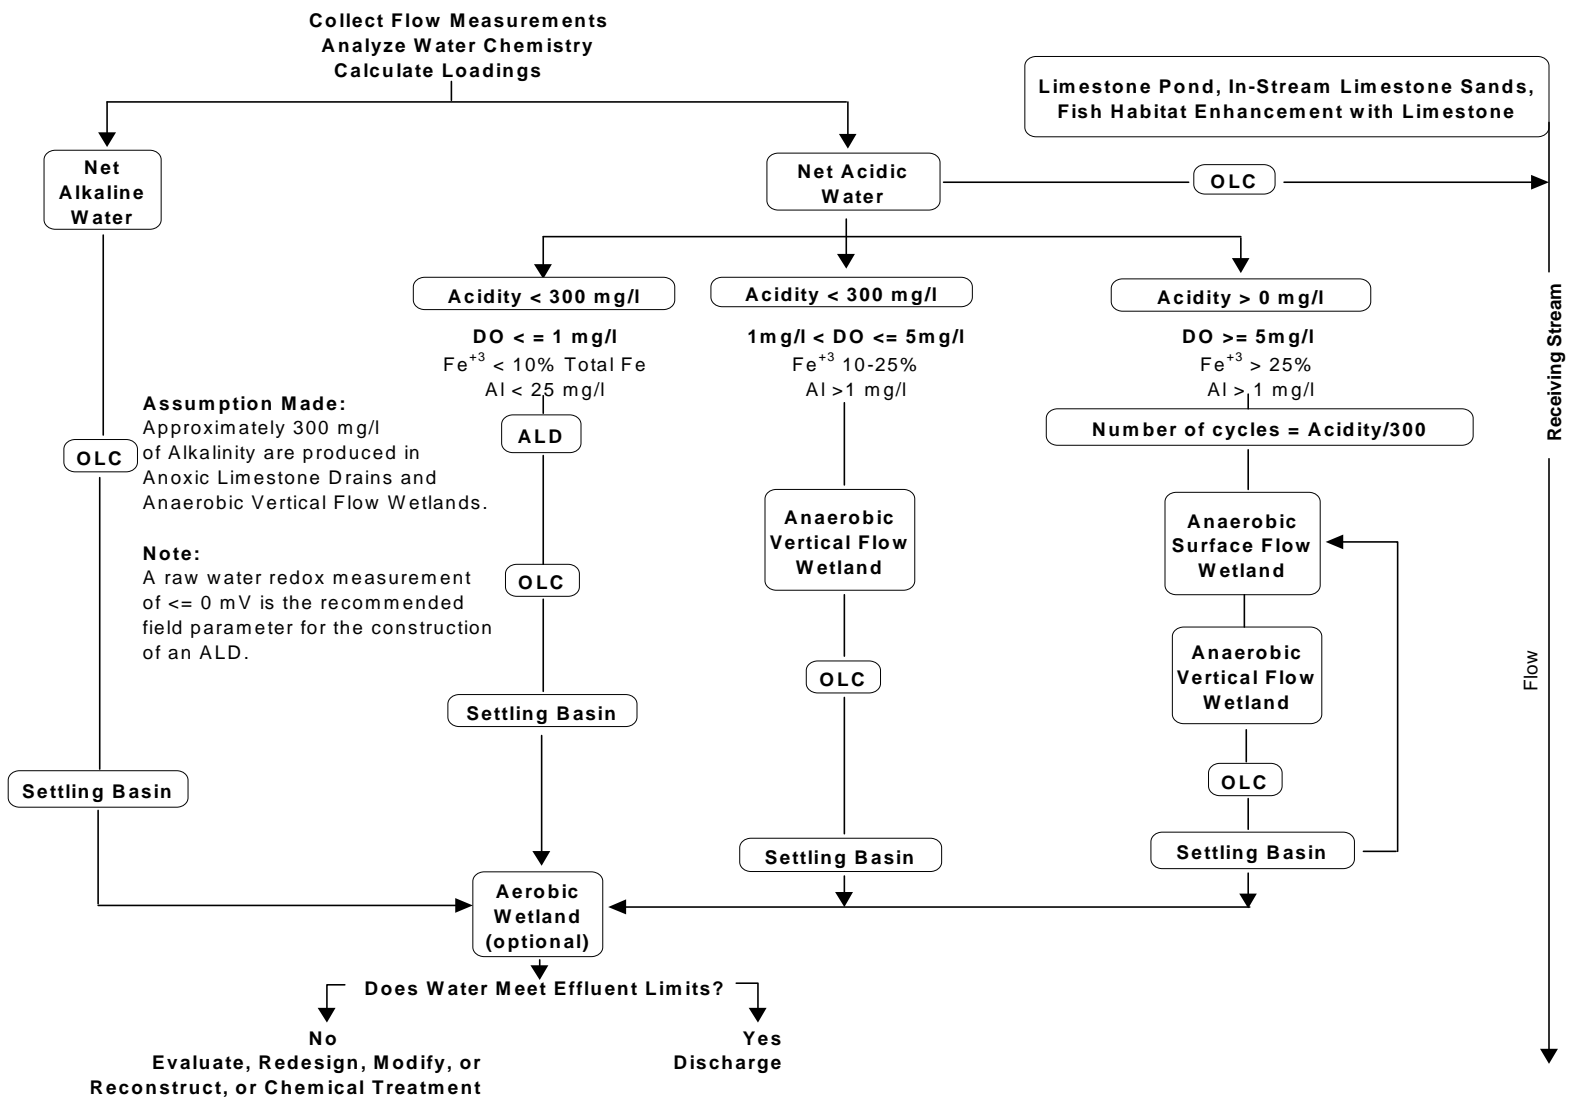 Collect Flow Measurements
Analyze Water Chemistry
Calculate Loadings
Limestone Pond, In-Stream Limestone Sands,
Fish Habitat Enhancement with Limestone
Net
Alkaline
Water
Net Acidic
Water
OLC
Acidity < 300 mg/l
DO < = 1 mg/l
Fe+3 < 10% Total Fe
Al < 25 mg/l
Acidity < 300 mg/l
1mg/l < DO <= 5mg/l
Fe+3 10-25%
Al >1 mg/l
Acidity > 0 mg/l
DO >= 5mg/l
Fe+3 > 25%
Al > 1 mg/l
Number of cycles = Acidity/300
Receiving Stream
Flow
Assumption Made:
Approximately 300 mg/l
of Alkalinity are produced in
Anoxic Limestone Drains and
Anaerobic Vertical Flow Wetlands.
Note:
A raw water redox measurement
of <= 0 mV is the recommended
field parameter for the construction
of an ALD.
OLC
Settling Basin
ALD
OLC
Settling Basin
Anaerobic
Vertical Flow
Wetland
OLC
Settling Basin
Anaerobic
Surface Flow
Wetland
Anaerobic
Vertical Flow
Wetland
OLC
Settling Basin
Aerobic
Wetland
(optional)
Does Water Meet Effluent Limits?
No
Evaluate, Redesign, Modify, or
Reconstruct, or Chemical Treatment
Yes
Discharge